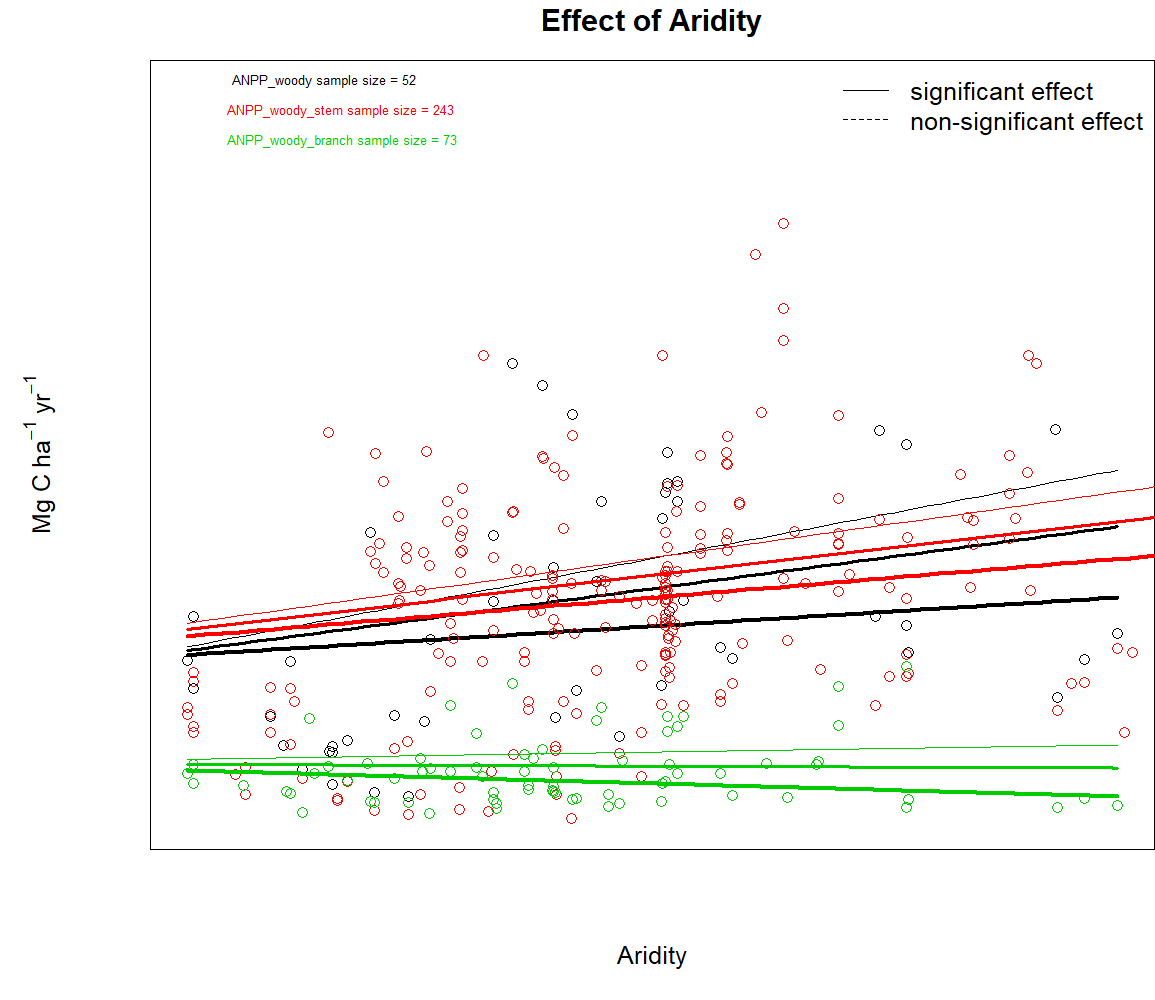 Effect of Aridity
ANPP_woody sample size = 52
ANPP_woody_stem sample size = 243
ANPP_woody_branch sample size = 73
significant effect
non-significant effect
Mg C ha⁻¹ yr⁻¹
Aridity